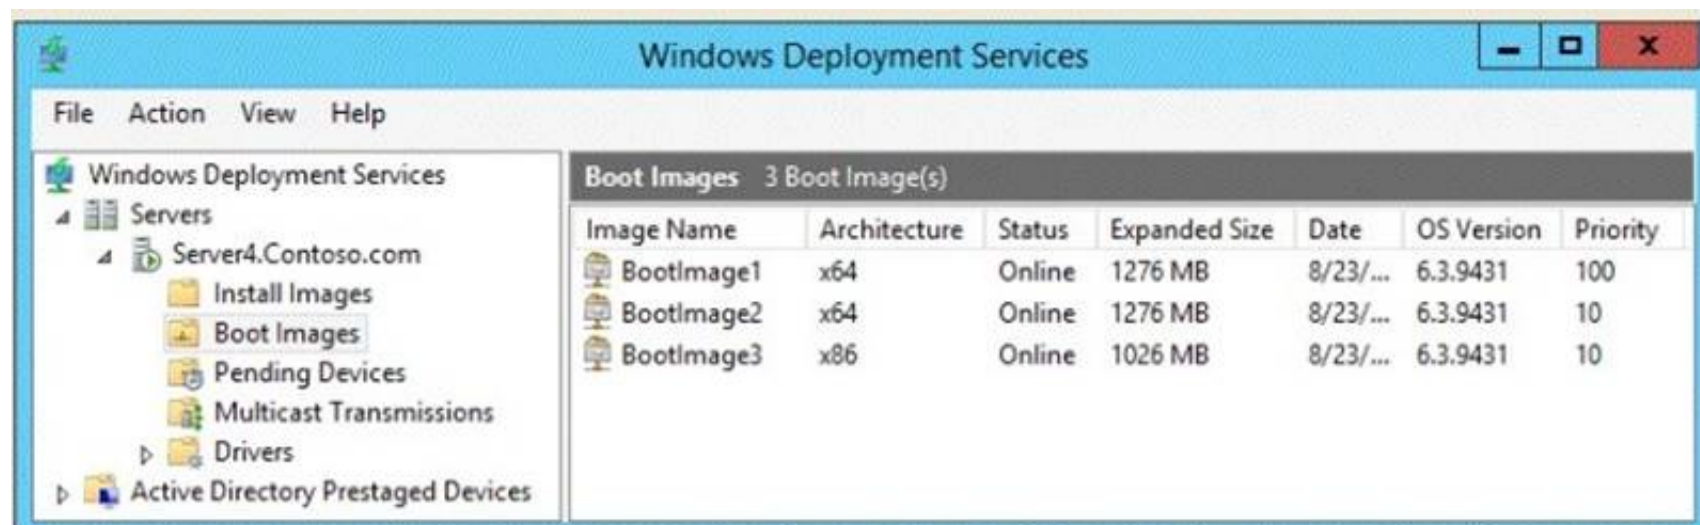 Windows Deployment Services
File Action View Help
Windows Deployment Services
Servers
Server4.Contoso.com
Install Images
Boot Images
Pending Devices
Multicast Transmissions
Drivers
Active Directory Prestaged Devices
Boot Images 3 Boot Image(s)
Image Name Architecture Status Expanded Size Date OS Version Priority
BootImage1 x64 Online 1276 MB 8/23/... 6.3.9431 100
BootImage2 x64 Online 1276 MB 8/23/... 6.3.9431 10
BootImage3 x86 Online 1026 MB 8/23/... 6.3.9431 10